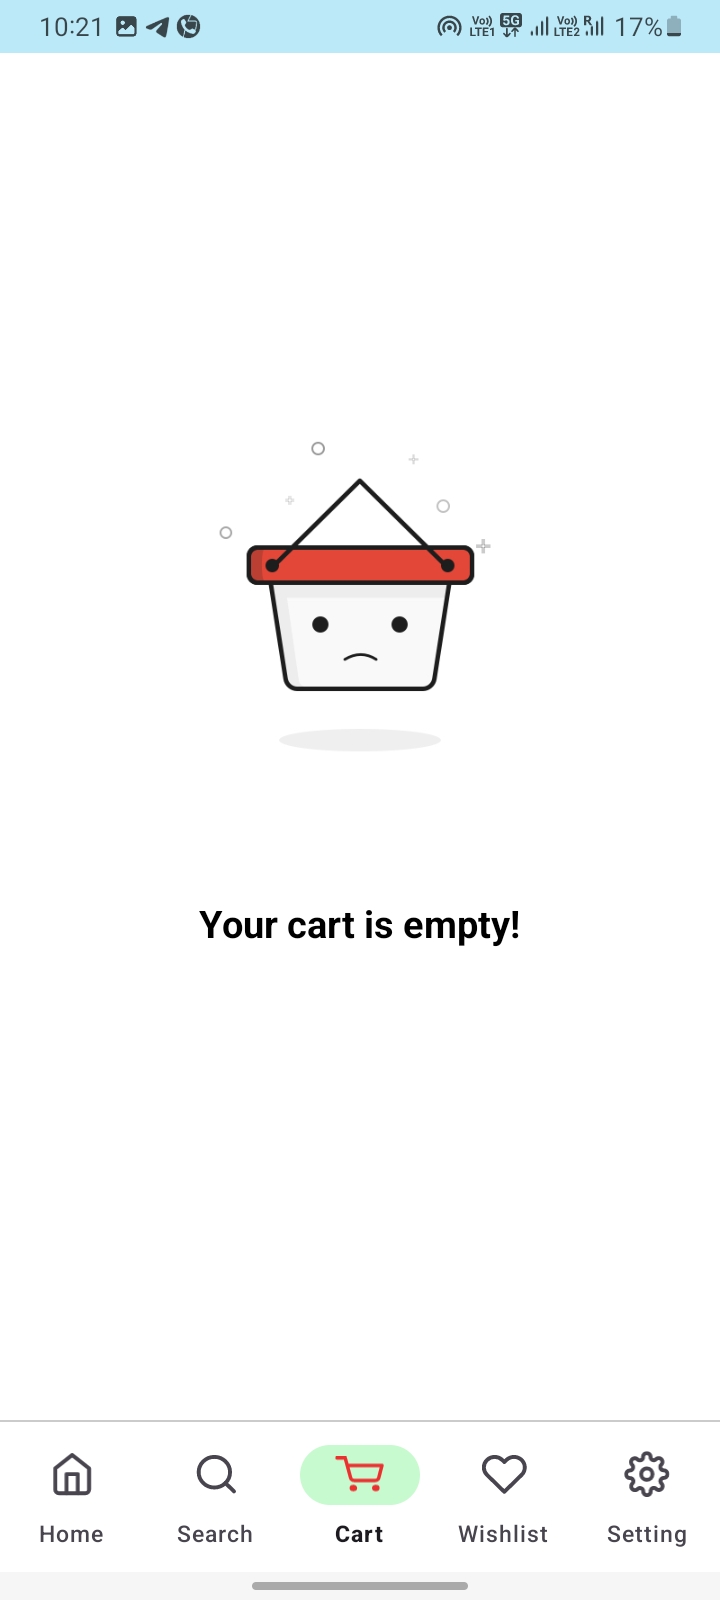 10:21 Vo)) LTE1 5G Vo)) LTE2 R 17%
Your cart is empty!
Home Search Cart Wishlist Setting